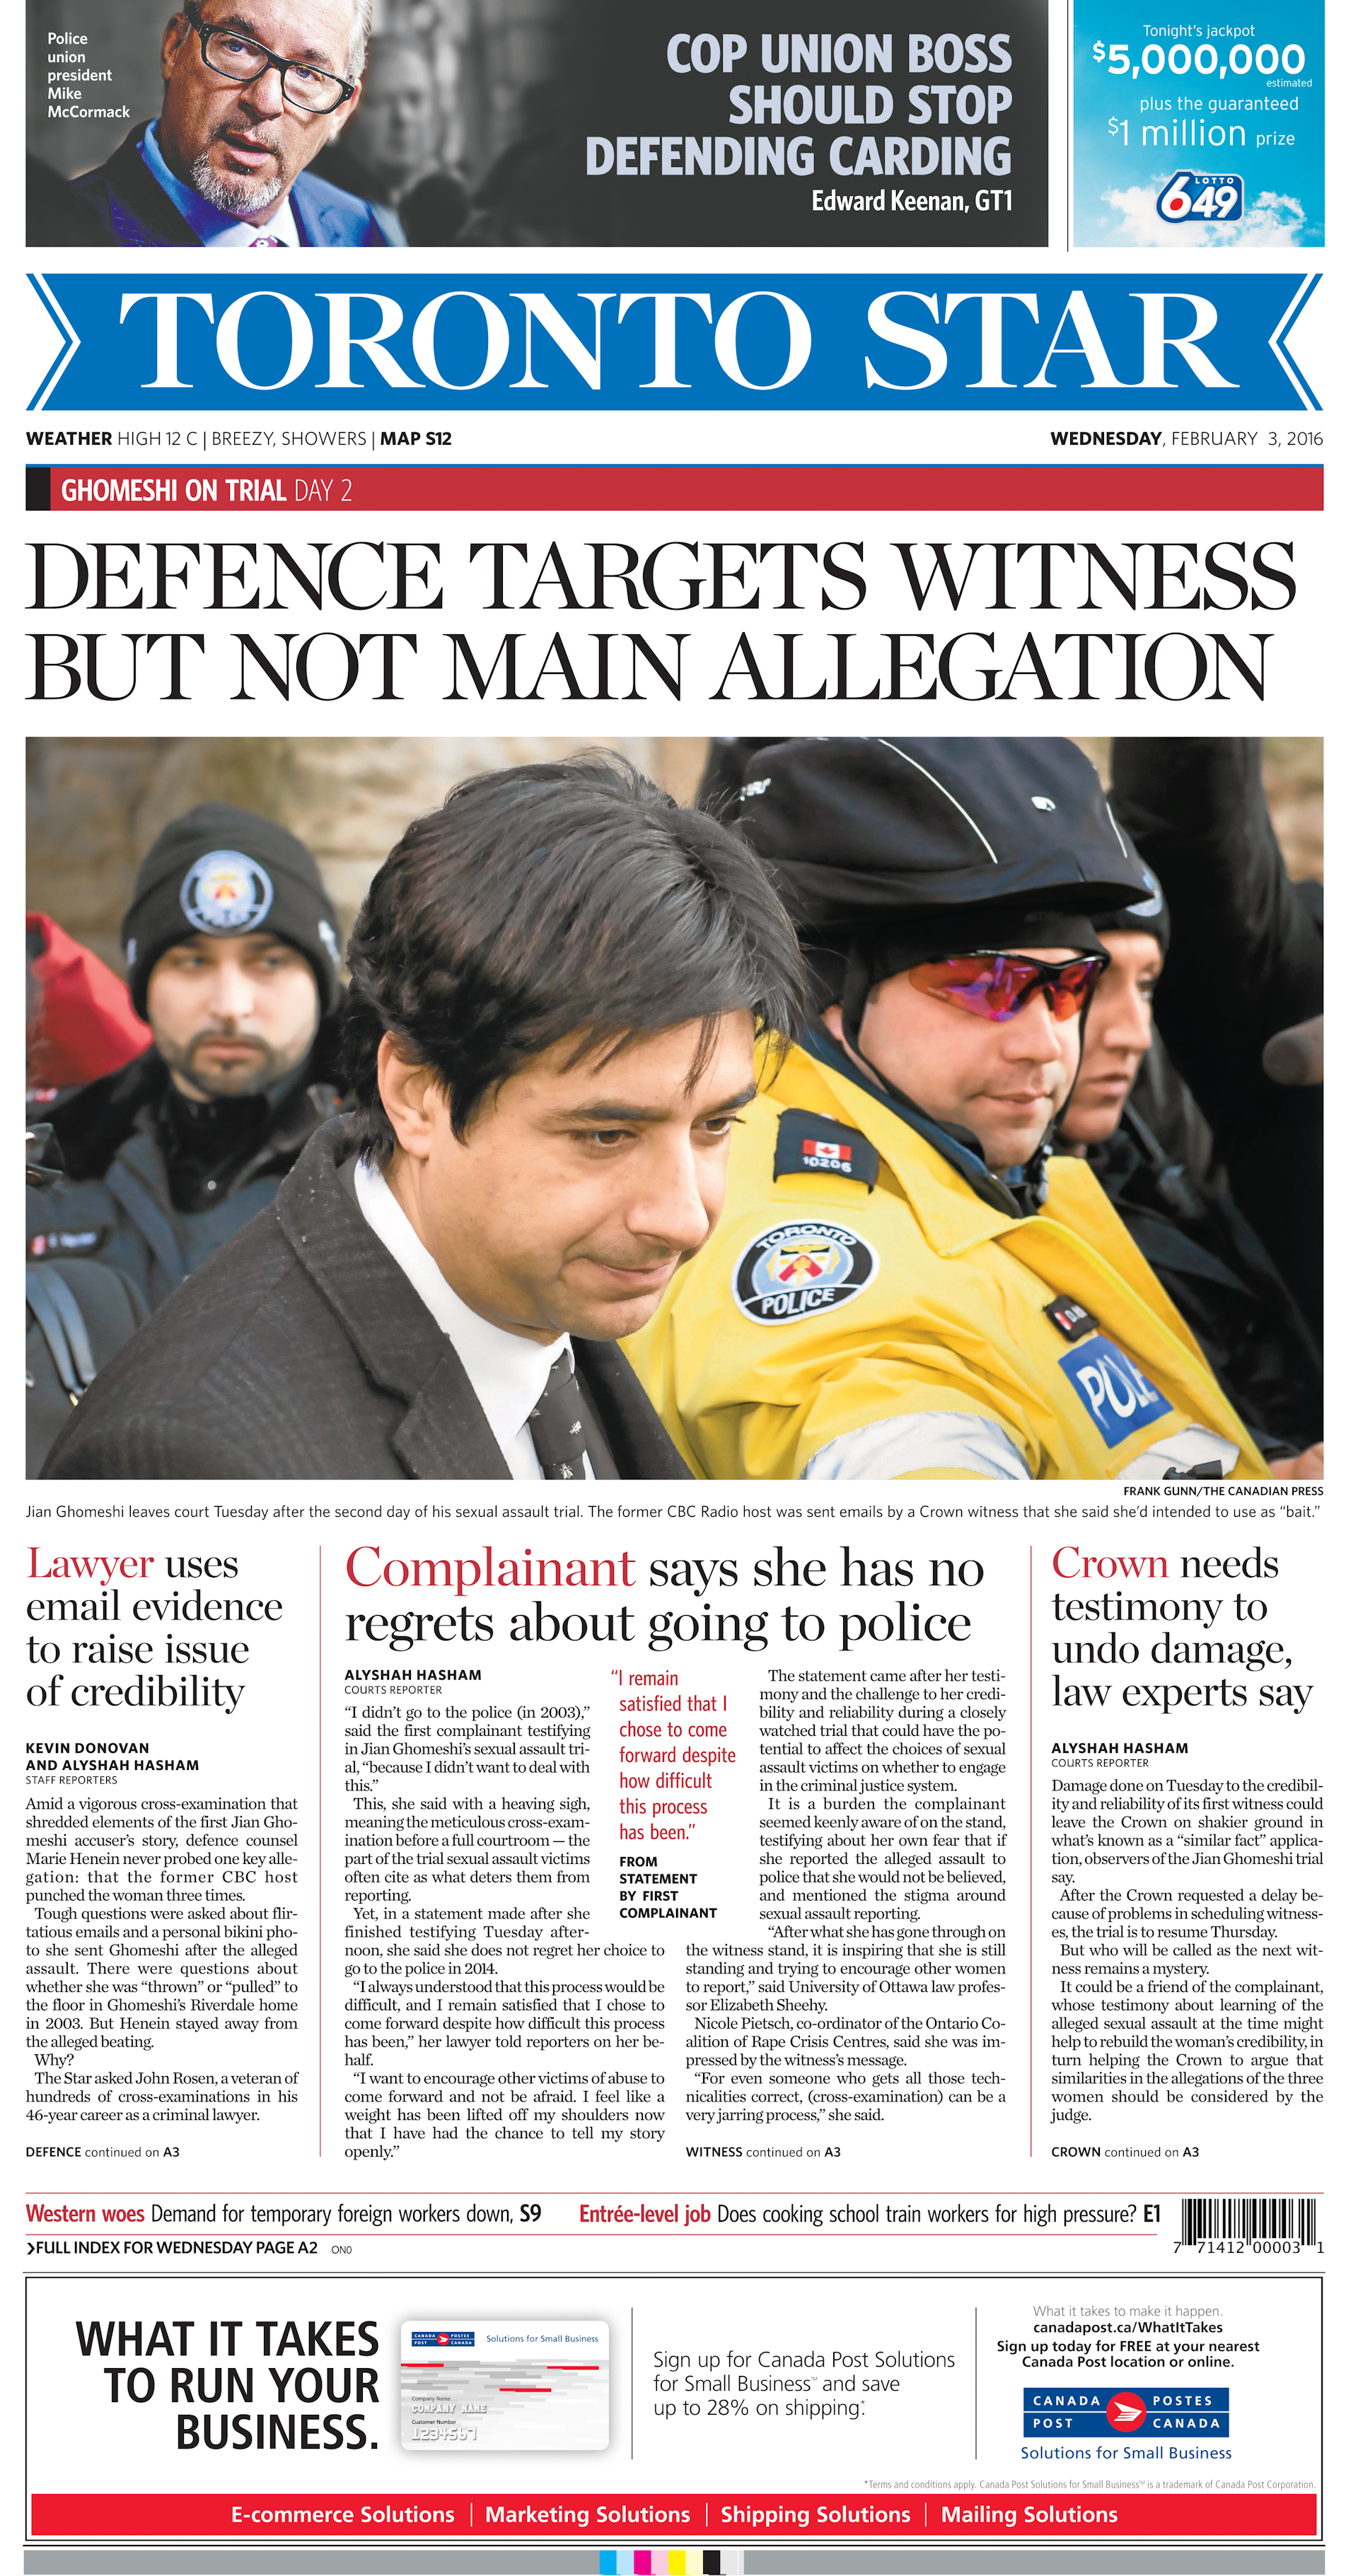 Police
union
president
Mike
McCormack
COP UNION BOSS
SHOULD STOP
DEFENDING CARDING
Edward Keenan, GT1
Tonight's jackpot
$5,000,000
estimated
plus the guaranteed
$1 million prize
LOTTO
649
TORONTO STAR
WEATHER HIGH 12 C | BREEZY, SHOWERS | MAP S12
WEDNESDAY, FEBRUARY 3, 2016
GHOMESHI ON TRIAL DAY 2
DEFENCE TARGETS WITNESS
BUT NOT MAIN ALLEGATION
10206
TORONTO
POLICE
POLI
FRANK GUNN/THE CANADIAN PRESS
Jian Ghomeshi leaves court Tuesday after the second day of his sexual assault trial. The former CBC Radio host was sent emails by a Crown witness that she said she'd intended to use as “bait.”
Lawyer uses
email evidence
to raise issue
of credibility
KEVIN DONOVAN
AND ALYSHAH HASHAM
STAFF REPORTERS
Amid a vigorous cross-examination that
shredded elements of the first Jian Gho-
meshi accuser's story, defence counsel
Marie Henein never probed one key alle-
gation: that the former CBC host
punched the woman three times.
Tough questions were asked about flir-
tatious emails and a personal bikini pho-
to she sent Ghomeshi after the alleged
assault. There were questions about
whether she was “thrown” or “pulled” to
the floor in Ghomeshi's Riverdale home
in 2003. But Henein stayed away from
the alleged beating.
Why?
The Star asked John Rosen, a veteran of
hundreds of cross-examinations in his
46-year career as a criminal lawyer.
DEFENCE continued on A3
Complainant says she has no
regrets about going to police
ALYSHAH HASHAM
COURTS REPORTER
“I didn't go to the police (in 2003),”
said the first complainant testifying
in Jian Ghomeshi's sexual assault tri-
al, “because I didn't want to deal with
this.”
This, she said with a heaving sigh,
meaning the meticulous cross-exam-
ination before a full courtroom — the
part of the trial sexual assault victims
often cite as what deters them from
reporting.
Yet, in a statement made after she
finished testifying Tuesday after-
noon, she said she does not regret her choice to
go to the police in 2014.
“I always understood that this process would be
difficult, and I remain satisfied that I chose to
come forward despite how difficult this process
has been,” her lawyer told reporters on her be-
half.
“I want to encourage other victims of abuse to
come forward and not be afraid. I feel like a
weight has been lifted off my shoulders now
that I have had the chance to tell my story
openly.”
“I remain
satisfied that I
chose to come
forward despite
how difficult
this process
has been.”
FROM
STATEMENT
BY FIRST
COMPLAINANT
The statement came after her testi-
mony and the challenge to her credi-
bility and reliability during a closely
watched trial that could have the po-
tential to affect the choices of sexual
assault victims on whether to engage
in the criminal justice system.
It is a burden the complainant
seemed keenly aware of on the stand,
testifying about her own fear that if
she reported the alleged assault to
police that she would not be believed,
and mentioned the stigma around
sexual assault reporting.
“After what she has gone through on
the witness stand, it is inspiring that she is still
standing and trying to encourage other women
to report,” said University of Ottawa law profes-
sor Elizabeth Sheehy.
Nicole Pietsch, co-ordinator of the Ontario Co-
alition of Rape Crisis Centres, said she was im-
pressed by the witness's message.
“For even someone who gets all those tech-
nicalities correct, (cross-examination) can be a
very jarring process,” she said.
WITNESS continued on A3
Crown needs
testimony to
undo damage,
law experts say
ALYSHAH HASHAM
COURTS REPORTER
Damage done on Tuesday to the credibil-
ity and reliability of its first witness could
leave the Crown on shakier ground in
what's known as a “similar fact” applica-
tion, observers of the Jian Ghomeshi trial
say.
After the Crown requested a delay be-
cause of problems in scheduling witness-
es, the trial is to resume Thursday.
But who will be called as the next wit-
ness remains a mystery.
It could be a friend of the complainant,
whose testimony about learning of the
alleged sexual assault at the time might
help to rebuild the woman's credibility, in
turn helping the Crown to argue that
similarities in the allegations of the three
women should be considered by the
judge.
CROWN continued on A3
Western woes Demand for temporary foreign workers down, S9
Entrée-level job Does cooking school train workers for high pressure? E1
❯FULL INDEX FOR WEDNESDAY PAGE A2 ON0
7 71412 00003 1
WHAT IT TAKES
TO RUN YOUR
BUSINESS.
CANADA POSTES
POST CANADA
Solutions for Small Business
Company Name
COMPANY NAME
Customer Number
1234567
Sign up for Canada Post Solutions
for Small Business™ and save
up to 28% on shipping.*
What it takes to make it happen.
canadapost.ca/WhatItTakes
Sign up today for FREE at your nearest
Canada Post location or online.
CANADA POSTES
POST CANADA
Solutions for Small Business
*Terms and conditions apply. Canada Post Solutions for Small Business™ is a trademark of Canada Post Corporation.
E-commerce Solutions | Marketing Solutions | Shipping Solutions | Mailing Solutions